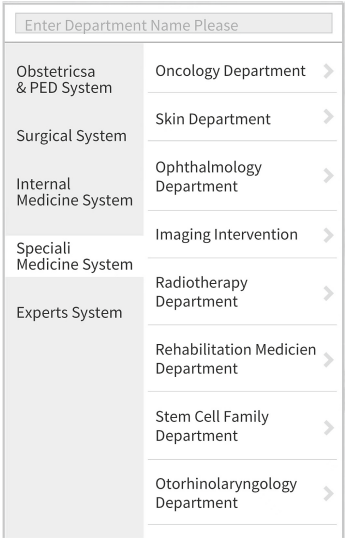 Enter Department Name Please
Obstetricsa
& PED System
Surgical System
Internal
Medicine System
Speciali
Medicine System
Experts System
Oncology Department
Skin Department
Ophthalmology
Department
Imaging Intervention
Radiotherapy
Department
Rehabilitation Medicien
Department
Stem Cell Family
Department
Otorhinolaryngology
Department